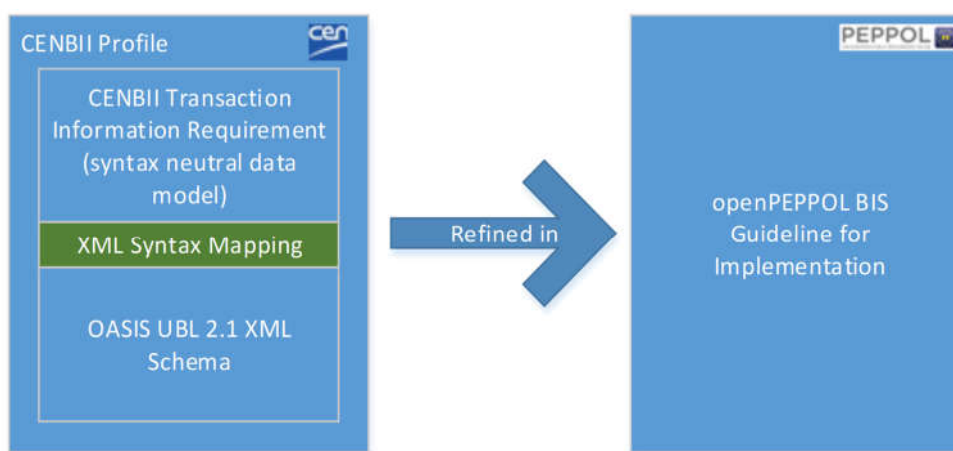 CENBII Profile
cen
CENBII Transaction
Information Requirement
(syntax neutral data
model)
XML Syntax Mapping
OASIS UBL 2.1 XML
Schema
Refined in
PEPPOL
openPEPPOL BIS
Guideline for
Implementation